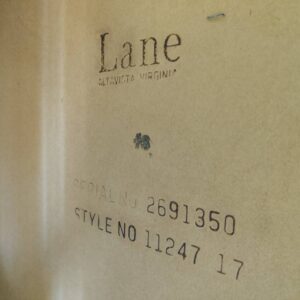 Lane
ALTAVISTA VIRGINIA
SERIAL NO 2691350
STYLE NO 11247 17